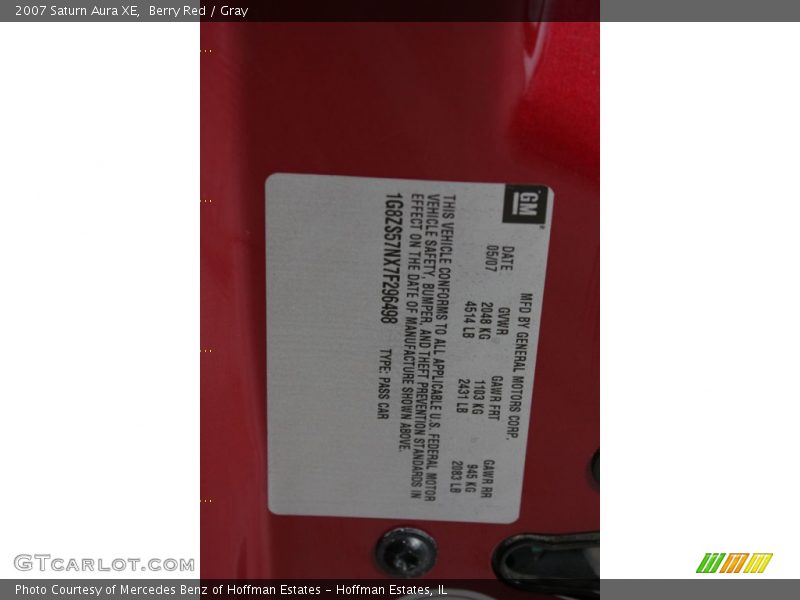 2007 Saturn Aura XE, Berry Red / Gray
GM
MFD BY GENERAL MOTORS CORP.
DATE GVWR GAWR FRT GAWR RR
05/07 2048 KG 1103 KG 945 KG
4514 LB 2431 LB 2083 LB
THIS VEHICLE CONFORMS TO ALL APPLICABLE U.S. FEDERAL MOTOR
VEHICLE SAFETY, BUMPER, AND THEFT PREVENTION STANDARDS IN
EFFECT ON THE DATE OF MANUFACTURE SHOWN ABOVE.
1G8ZS57NX7F296498 TYPE: PASS CAR
GTcarlot.com
Photo Courtesy of Mercedes Benz of Hoffman Estates - Hoffman Estates, IL